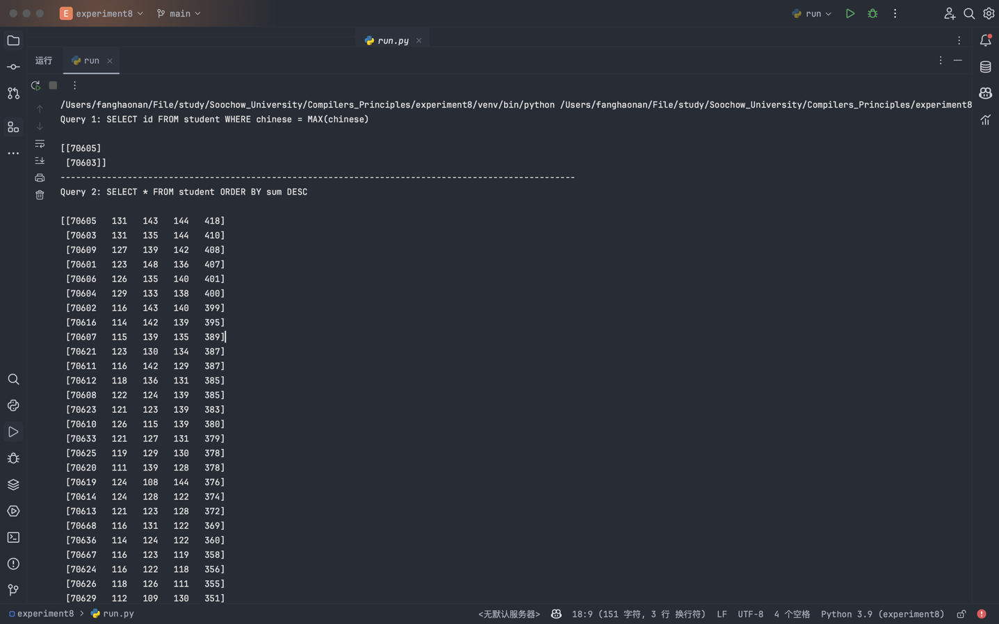 E experiment8 main run
run.py
运行 run
/Users/fanghaonan/File/study/Soochow_University/Compilers_Principles/experiment8/venv/bin/python /Users/fanghaonan/File/study/Soochow_University/Compilers_Principles/experiment8
Query 1: SELECT id FROM student WHERE chinese = MAX(chinese)
[[70605]
[70603]]
----------------------------------------------------------------------------------------------------
Query 2: SELECT * FROM student ORDER BY sum DESC
[[70605 131 143 144 418]
[70603 131 135 144 410]
[70609 127 139 142 408]
[70601 123 148 136 407]
[70606 126 135 140 401]
[70604 129 133 138 400]
[70602 116 143 140 399]
[70616 114 142 139 395]
[70607 115 139 135 389]
[70621 123 130 134 387]
[70611 116 142 129 387]
[70612 118 136 131 385]
[70608 122 124 139 385]
[70623 121 123 139 383]
[70610 126 115 139 380]
[70633 121 127 131 379]
[70625 119 129 130 378]
[70620 111 139 128 378]
[70619 124 108 144 376]
[70614 124 128 122 374]
[70613 121 123 128 372]
[70668 116 131 122 369]
[70636 114 124 122 360]
[70667 116 123 119 358]
[70624 116 122 118 356]
[70626 118 126 111 355]
[70629 112 109 130 351]
experiment8 > run.py <无默认服务器> 18:9 (151 字符, 3 行 换行符) LF UTF-8 4 个空格 Python 3.9 (experiment8)